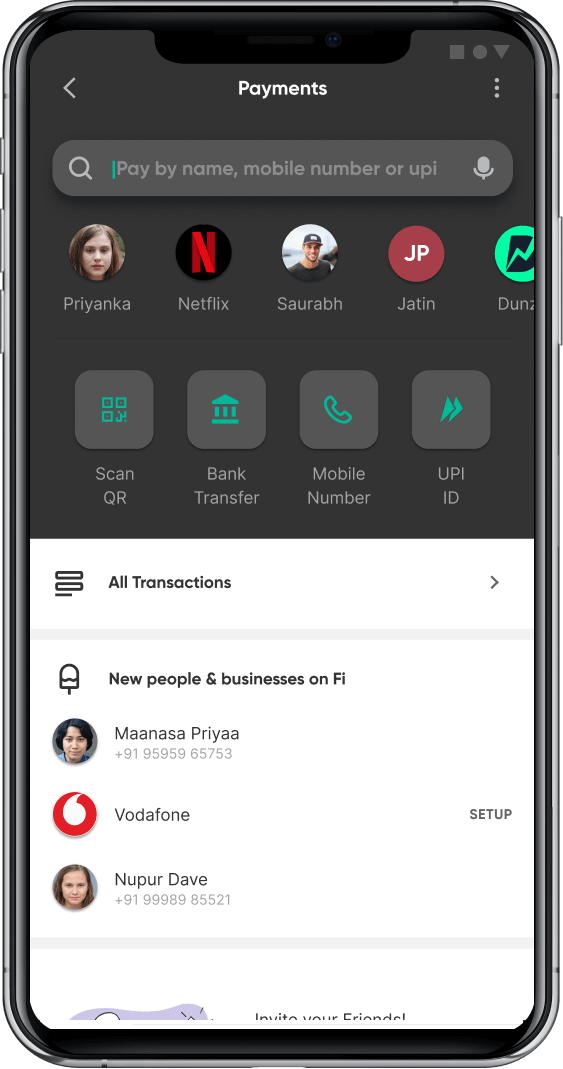 Payments
Pay by name, mobile number or upi
Priyanka
Netflix
Saurabh
JP
Jatin
Dunz
Scan
QR
Bank
Transfer
Mobile
Number
UPI
ID
All Transactions
New people & businesses on Fi
Maanasa Priyaa
+91 95959 65753
Vodafone
SETUP
Nupur Dave
+91 99989 85521
Invite your Friends!